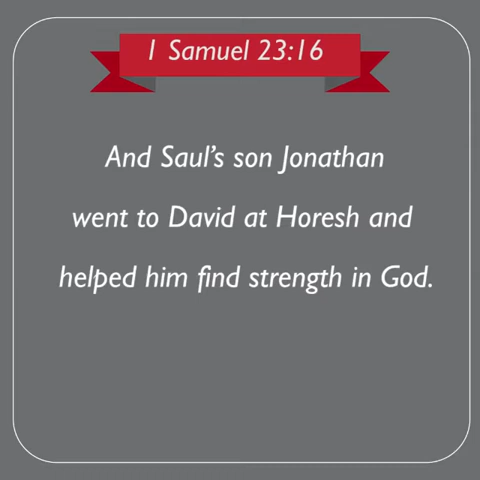 1 Samuel 23:16
And Saul’s son Jonathan
went to David at Horesh and
helped him find strength in God.